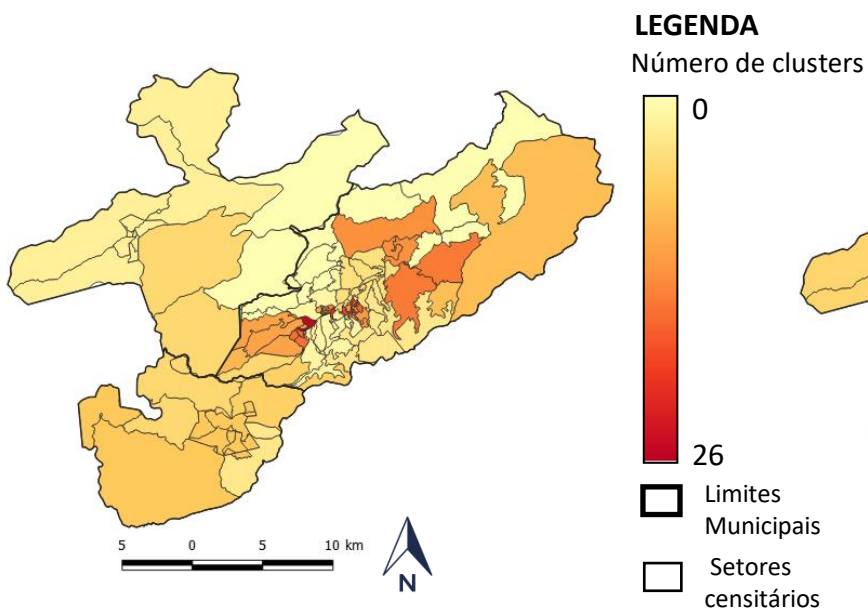 LEGENDA
Número de clusters
0
26
Limites
Municipais
Setores
censitários
5 0 5 10 km
N